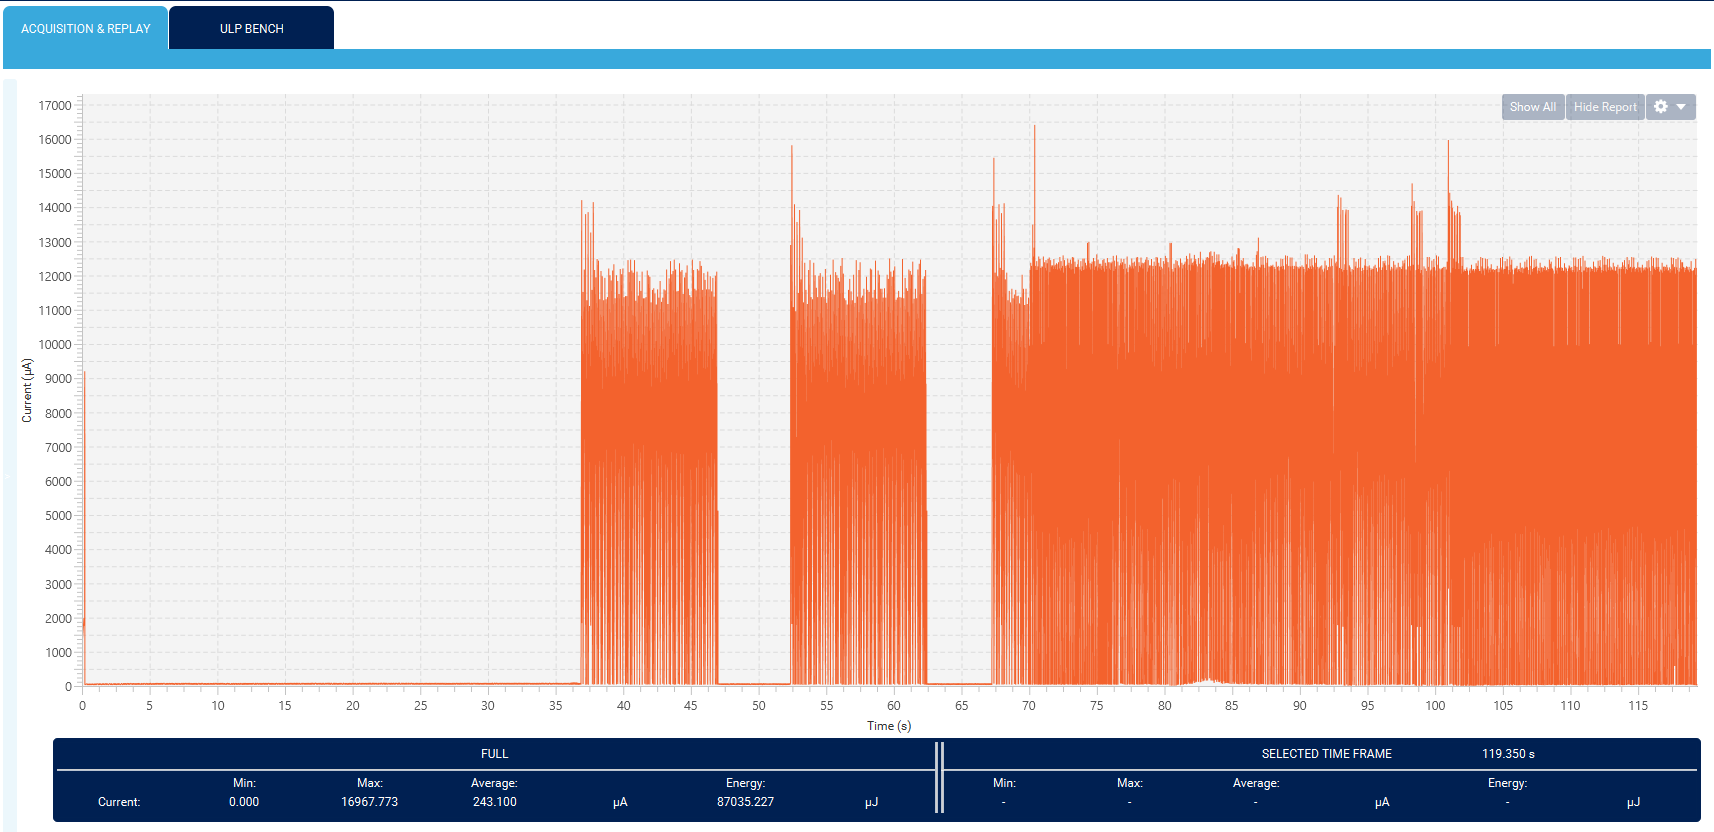 ACQUISITION & REPLAY ULP BENCH
Show All Hide Report
17000
16000
15000
14000
13000
12000
11000
10000
9000
8000
7000
6000
5000
4000
3000
2000
1000
0
Current (µA)
0 5 10 15 20 25 30 35 40 45 50 55 60 65 70 75 80 85 90 95 100 105 110 115
Time (s)
FULL SELECTED TIME FRAME 119.350 s
Min: Max: Average: Energy: Min: Max: Average: Energy:
Current: 0.000 16967.773 243.100 µA 87035.227 µJ - - - µA - µJ